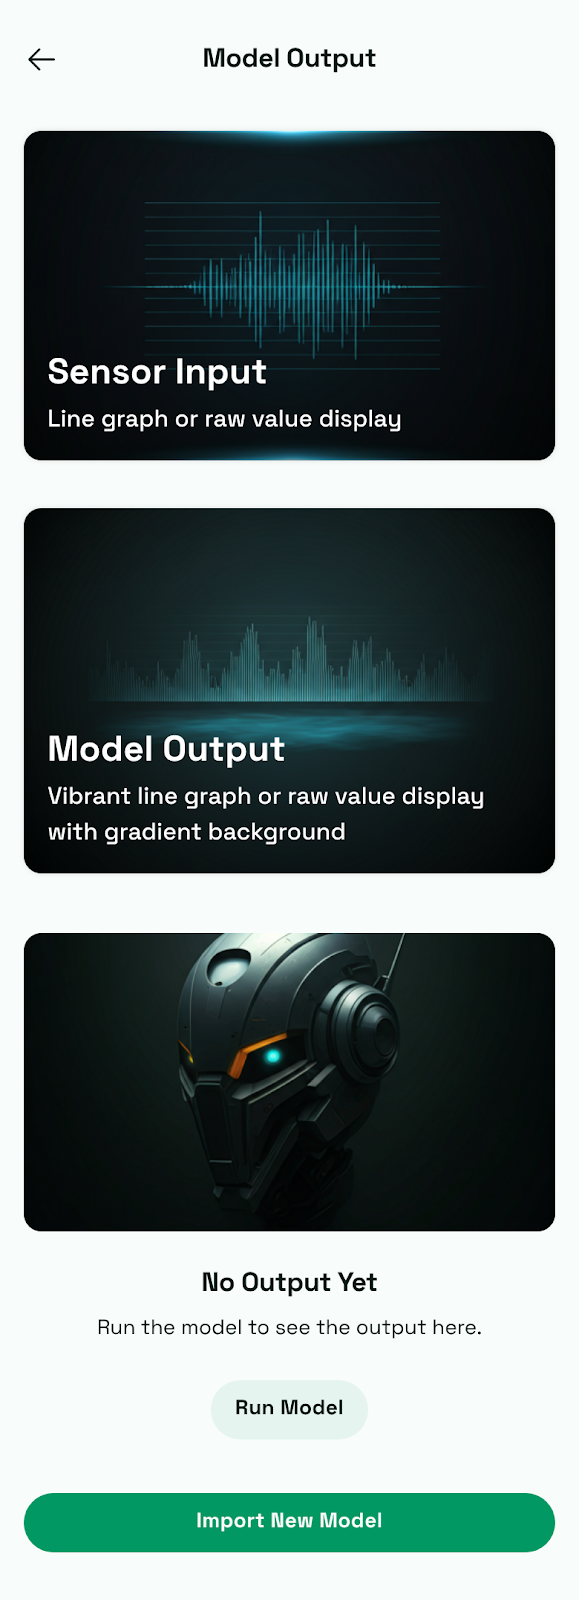 Model Output
Sensor Input
Line graph or raw value display
Model Output
Vibrant line graph or raw value display
with gradient background
No Output Yet
Run the model to see the output here.
Run Model
Import New Model